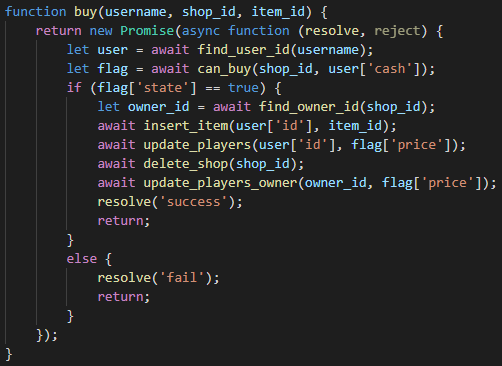 function buy(username, shop_id, item_id) {
    return new Promise(async function (resolve, reject) {
        let user = await find_user_id(username);
        let flag = await can_buy(shop_id, user['cash']);
        if (flag['state'] == true) {
            let owner_id = await find_owner_id(shop_id);
            await insert_item(user['id'], item_id);
            await update_players(user['id'], flag['price']);
            await delete_shop(shop_id);
            await update_players_owner(owner_id, flag['price']);
            resolve('success');
            return;
        }
        else {
            resolve('fail');
            return;
        }
    });
}